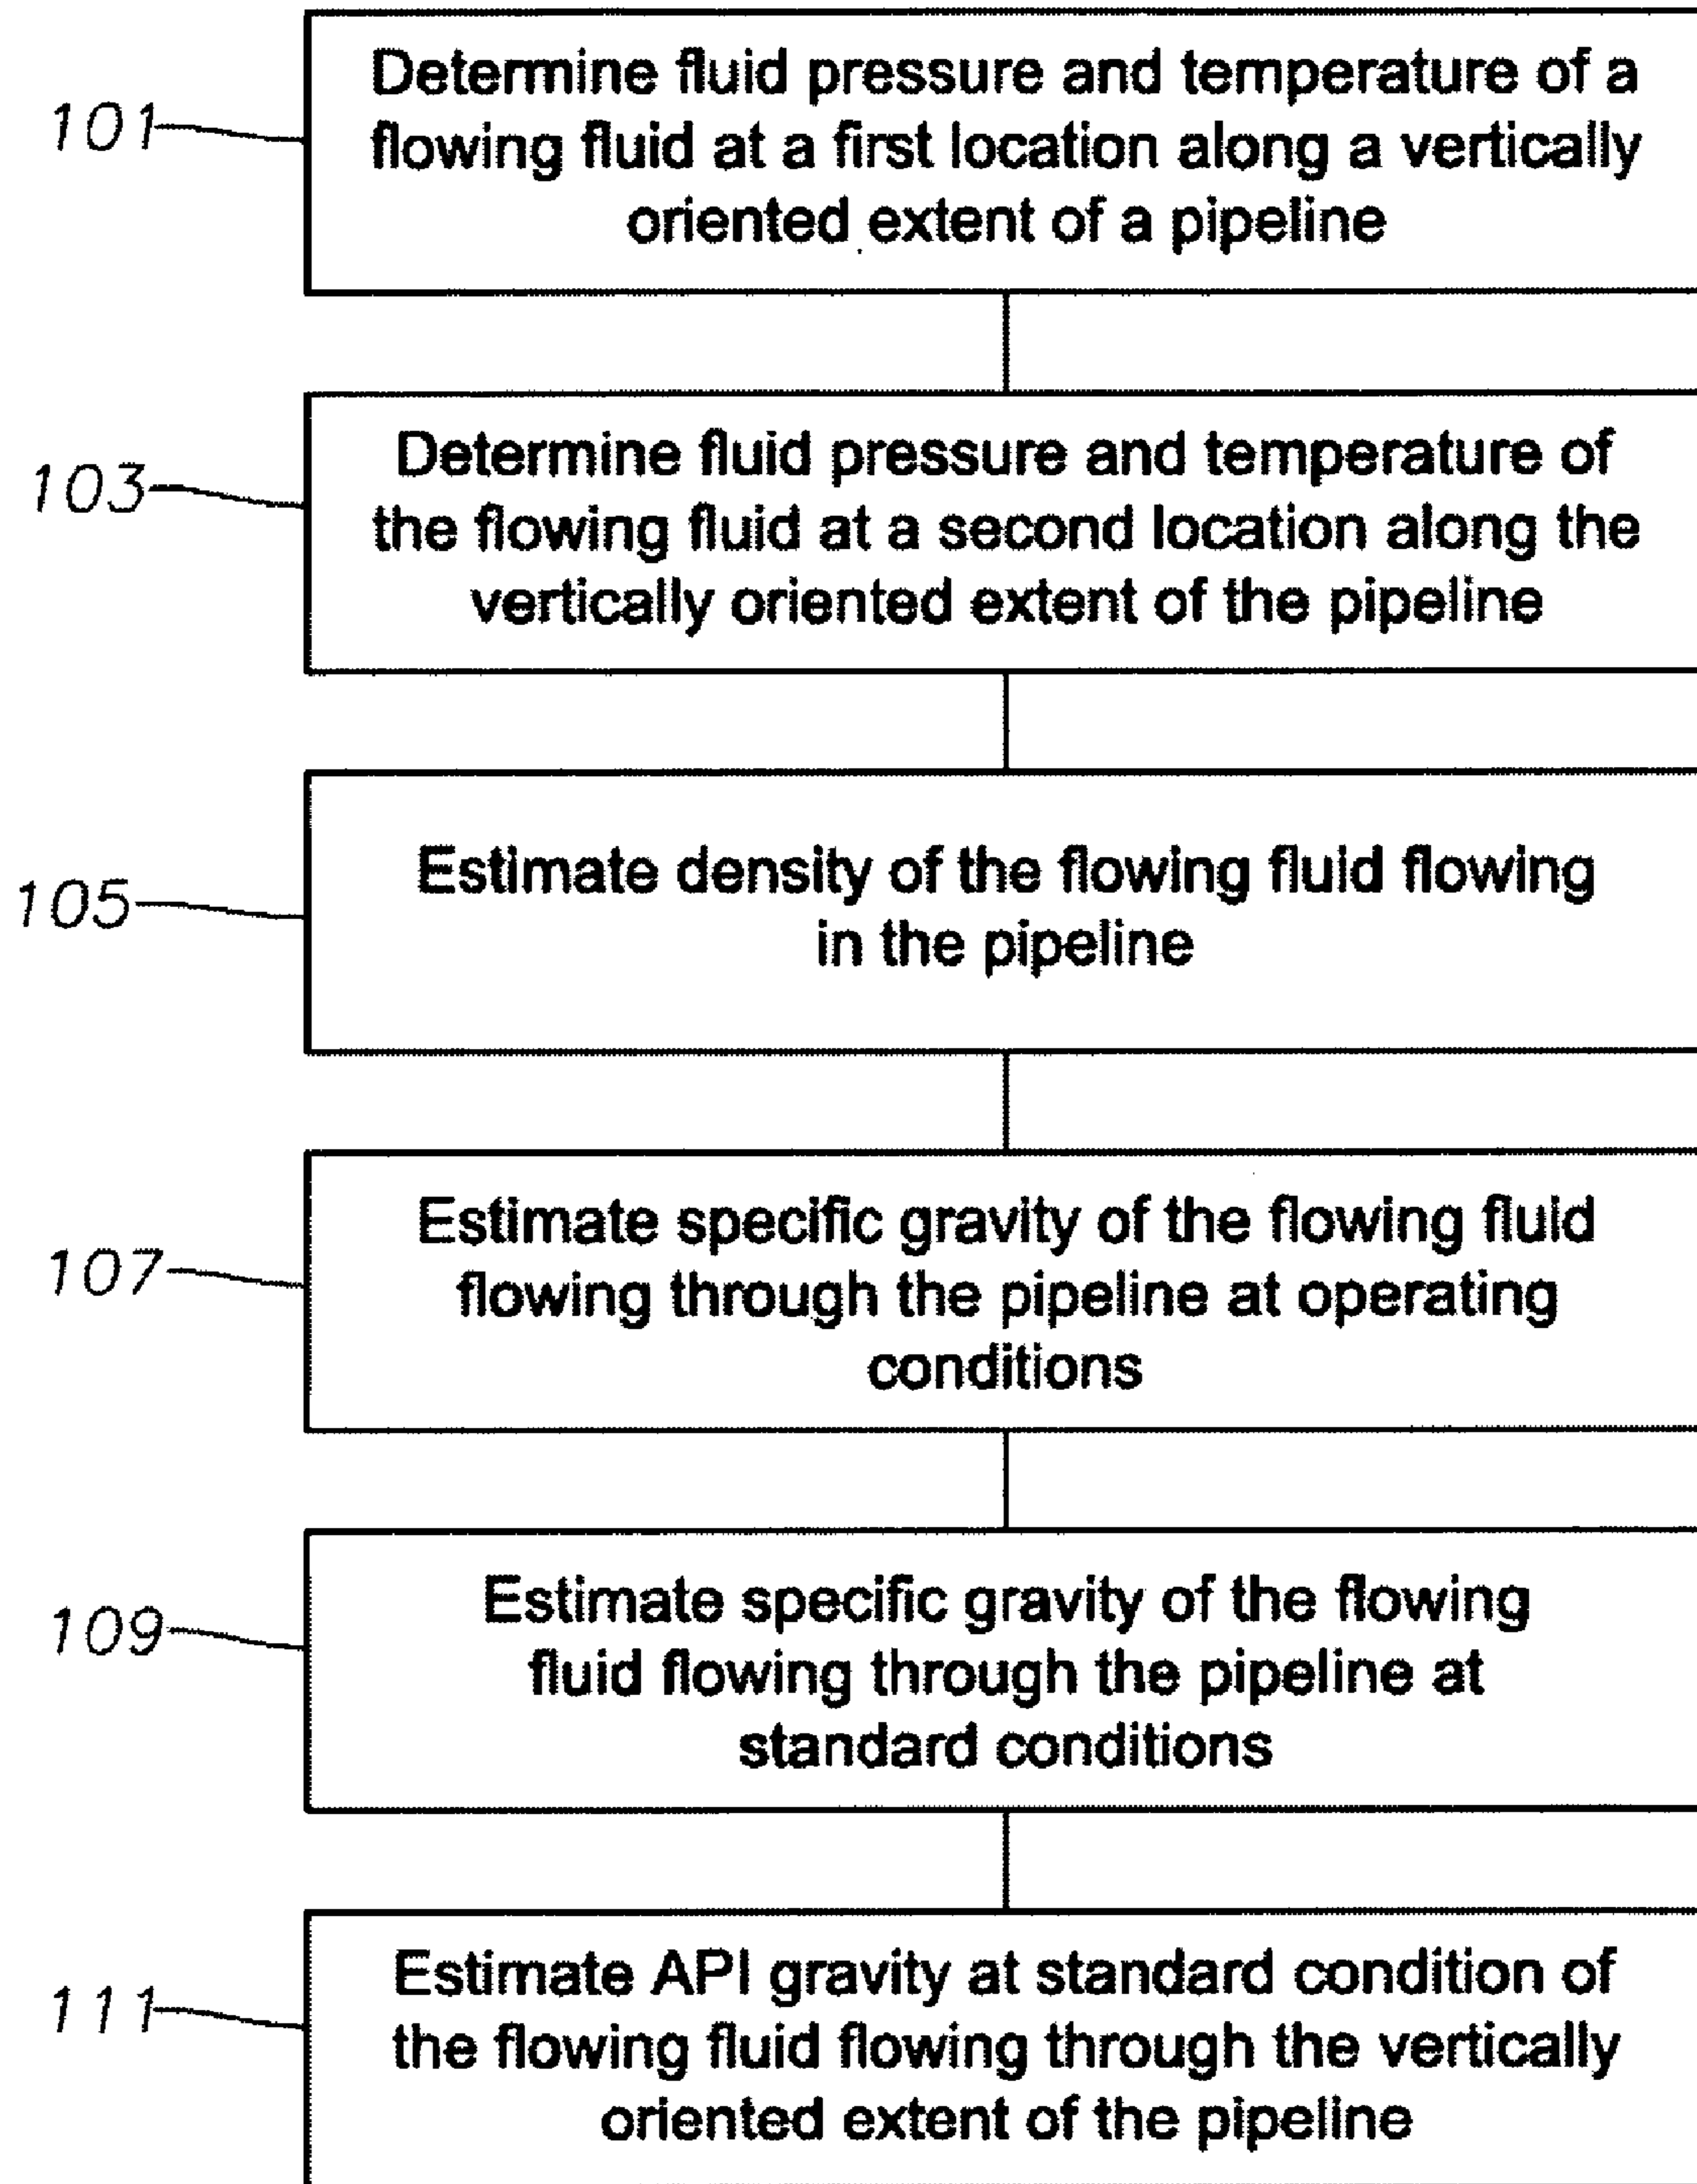 Determine fluid pressure and temperature of a
101
flowing fluid at a first location along a vertically
oriented extent of a pipeline
Determine fluid pressure and temperature of
103
the flowing fluid at a second location along the
vertically oriented extent of the pipeline
Estimate density of the flowing fluid flowing
105
in the pipeline
Estimate specific gravity of the flowing fluid
107
flowing through the pipeline at operating
conditions
Estimate specific gravity of the flowing
109
fluid flowing through the pipeline at
standard conditions
Estimate API gravity at standard condition of
111
the flowing fluid flowing through the vertically
oriented extent of the pipeline